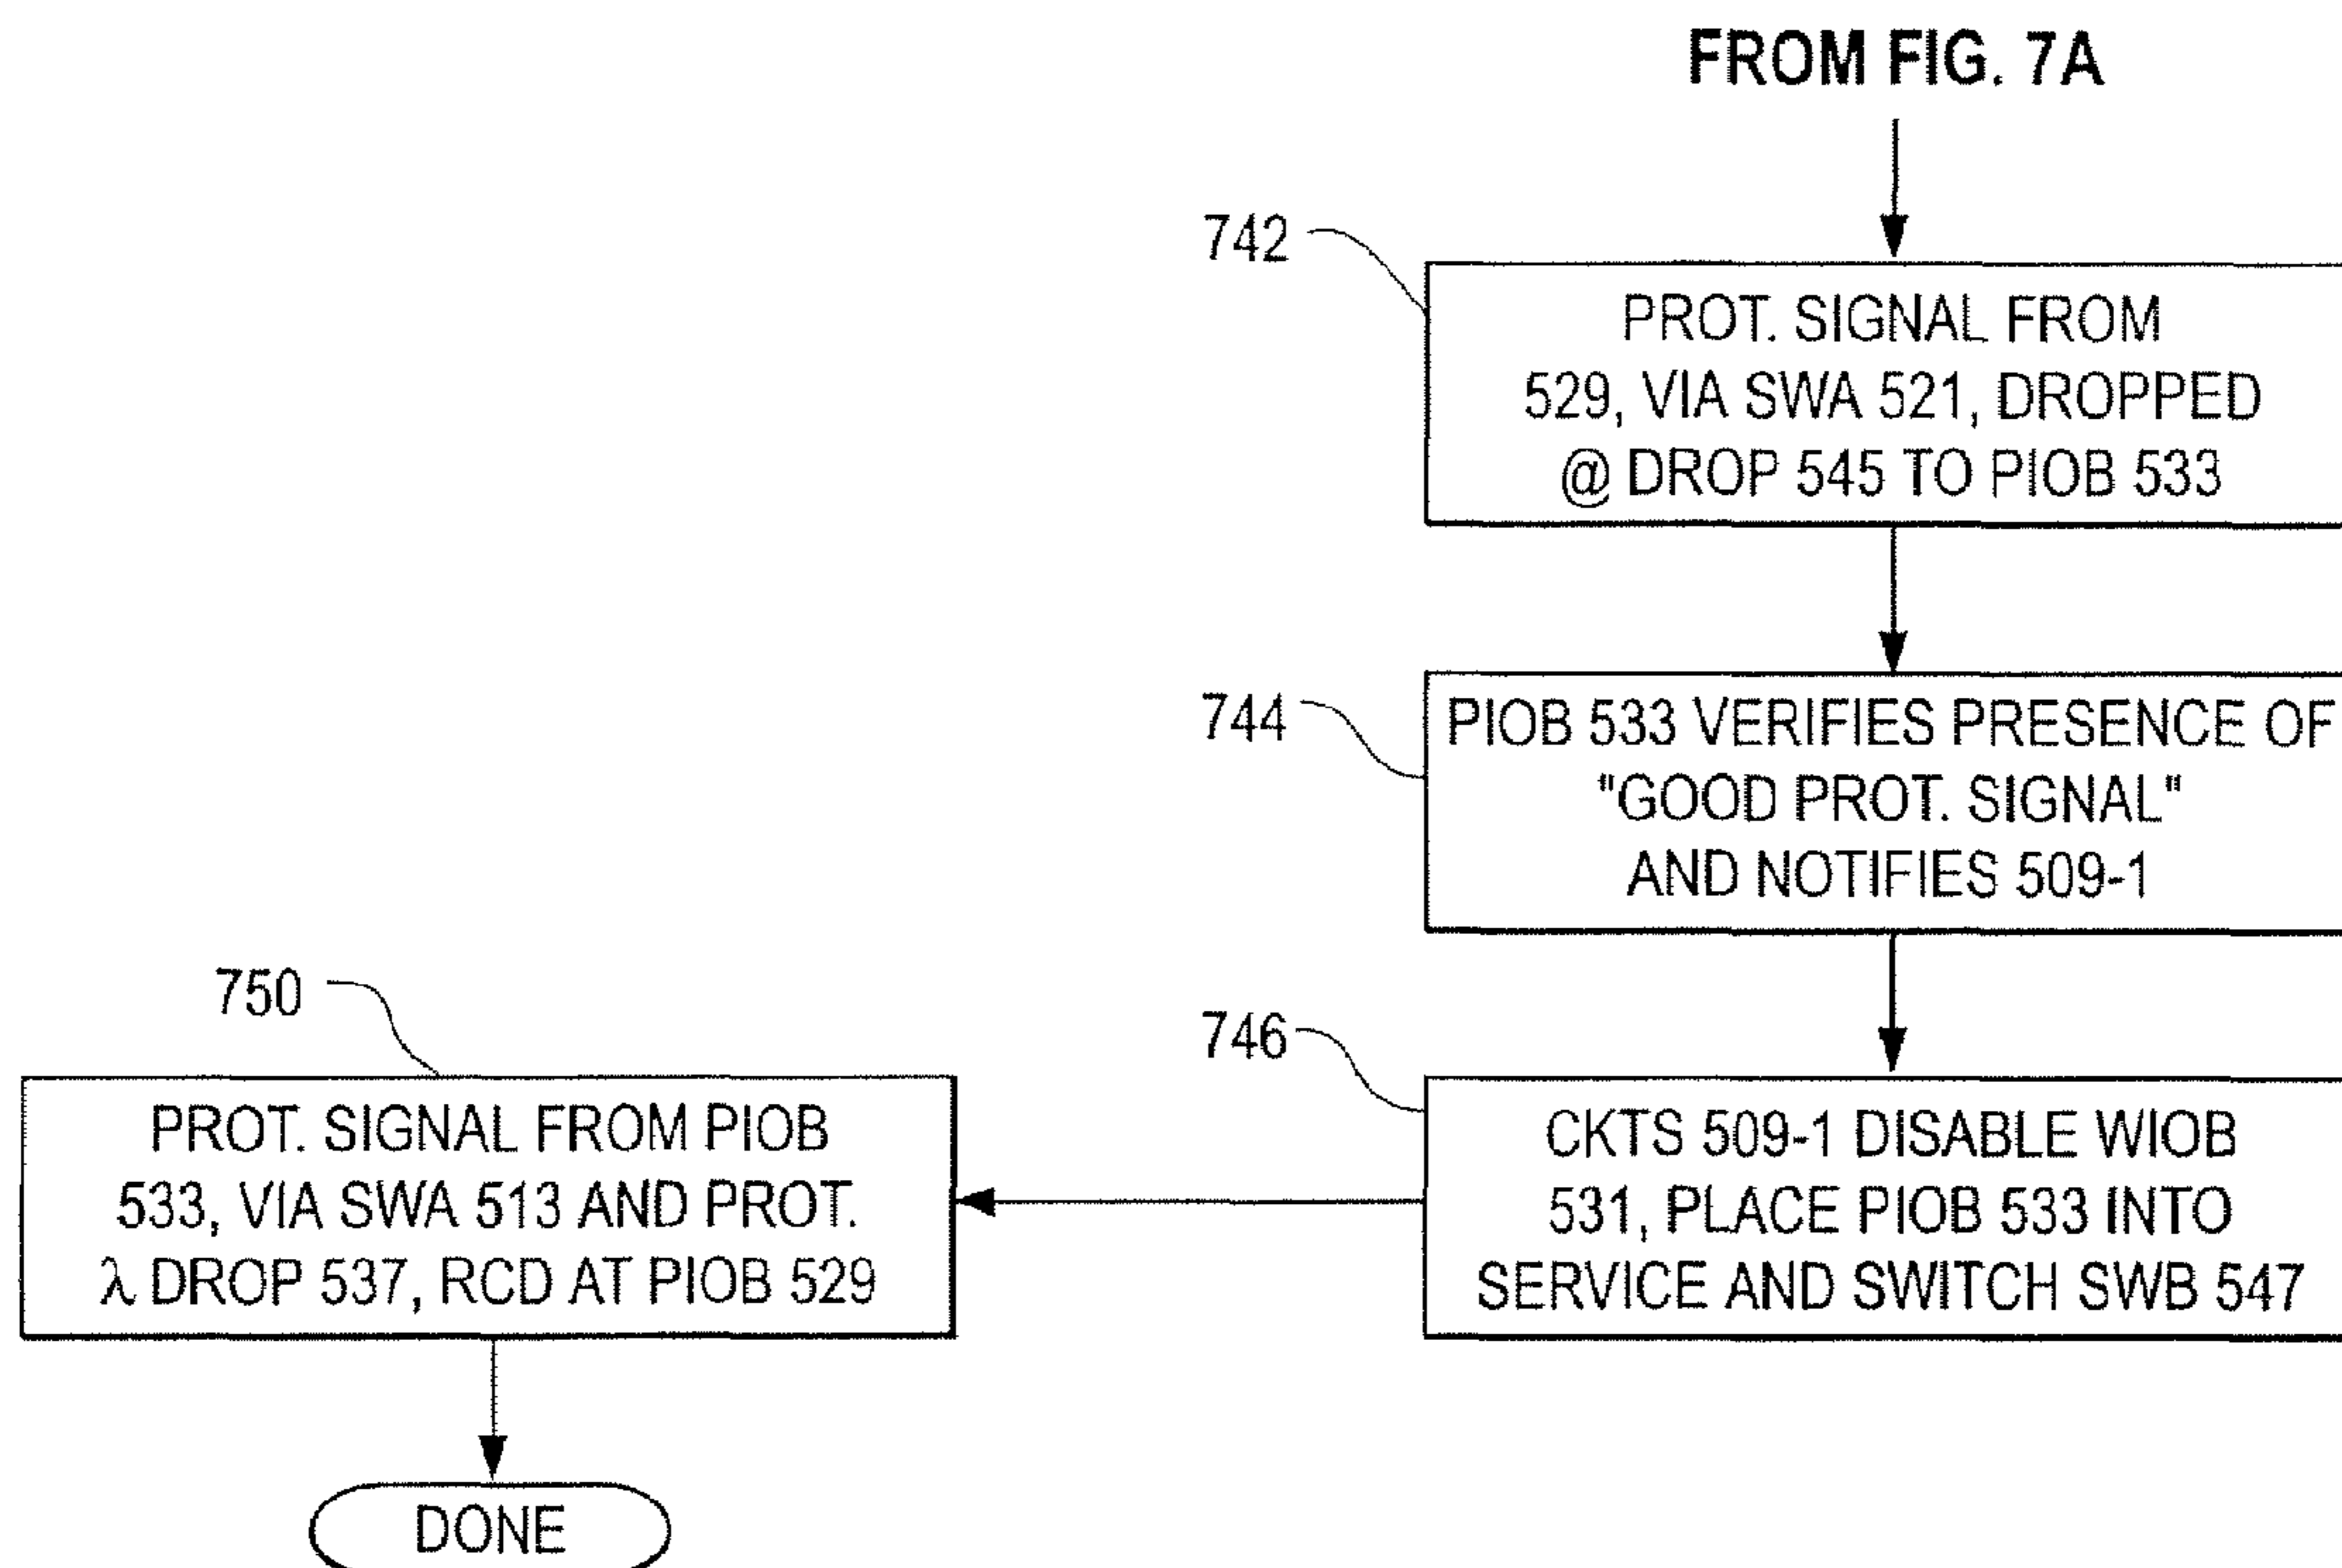 FROM FIG. 7A
742
PROT. SIGNAL FROM
529, VIA SWA 521, DROPPED
@ DROP 545 TO PIOB 533
744
PIOB 533 VERIFIES PRESENCE OF
"GOOD PROT. SIGNAL"
AND NOTIFIES 509-1
746
CKTS 509-1 DISABLE WIOB
531, PLACE PIOB 533 INTO
SERVICE AND SWITCH SWB 547
750
PROT. SIGNAL FROM PIOB
533, VIA SWA 513 AND PROT.
λ DROP 537, RCD AT PIOB 529
DONE